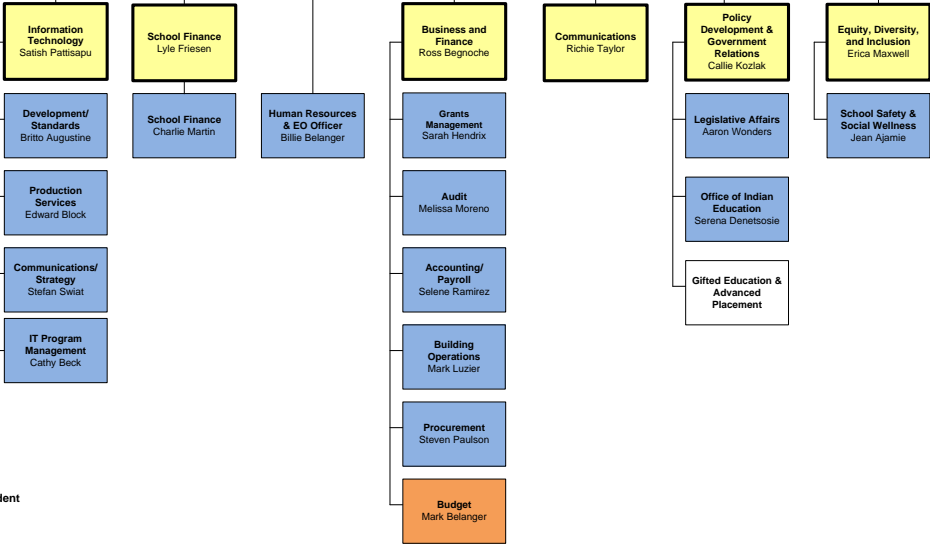 Information
Technology
Satish Pattisapu
School Finance
Lyle Friesen
Business and
Finance
Ross Begnoche
Communications
Richie Taylor
Policy
Development &
Government
Relations
Callie Kozlak
Equity, Diversity,
and Inclusion
Erica Maxwell
Development/
Standards
Britto Augustine
School Finance
Charlie Martin
Human Resources
& EO Officer
Billie Belanger
Grants
Management
Sarah Hendrix
Legislative Affairs
Aaron Wonders
School Safety &
Social Wellness
Jean Ajamie
Production
Services
Edward Block
Audit
Melissa Moreno
Office of Indian
Education
Serena Denetsosie
Communications/
Strategy
Stefan Swiat
Accounting/
Payroll
Selene Ramirez
Gifted Education &
Advanced
Placement
IT Program
Management
Cathy Beck
Building
Operations
Mark Luzier
Procurement
Steven Paulson
Budget
Mark Belanger